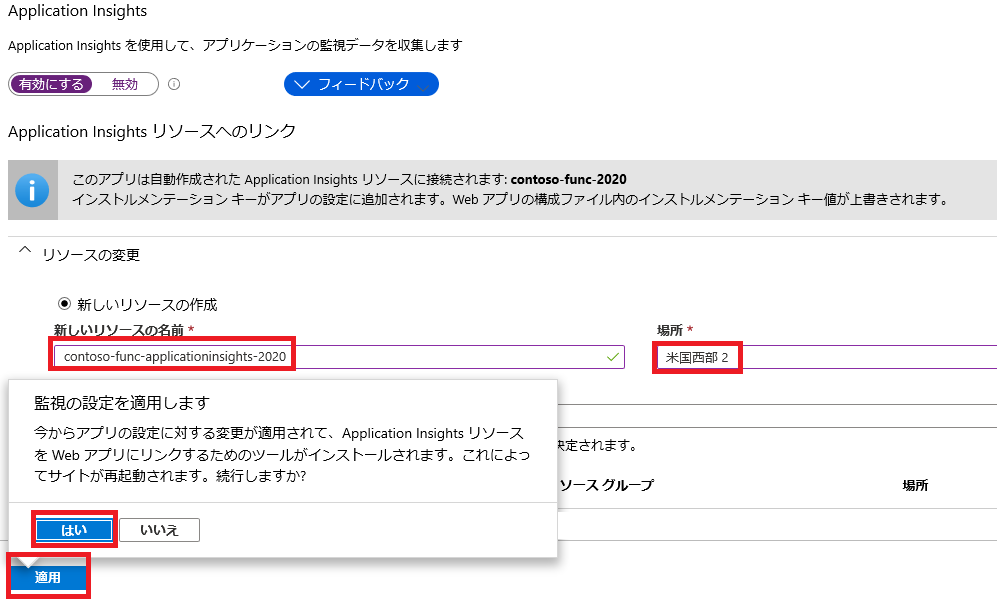 Application Insights
Application Insights を使用して、アプリケーションの監視データを収集します
有効にする 無効
フィードバック
Application Insights リソースへのリンク
このアプリは自動作成された Application Insights リソースに接続されます: contoso-func-2020
インストルメンテーション キーがアプリの設定に追加されます。Web アプリの構成ファイル内のインストルメンテーション キー値が上書きされます。
リソースの変更
新しいリソースの作成
新しいリソースの名前 *
場所 *
contoso-func-applicationinsights-2020
米国西部 2
監視の設定を適用します
今からアプリの設定に対する変更が適用されて、Application Insights リソース
を Web アプリにリンクするためのツールがインストールされます。これによっ
てサイトが再起動されます。続行しますか?
はい
いいえ
決定されます。
ソース グループ
場所
適用